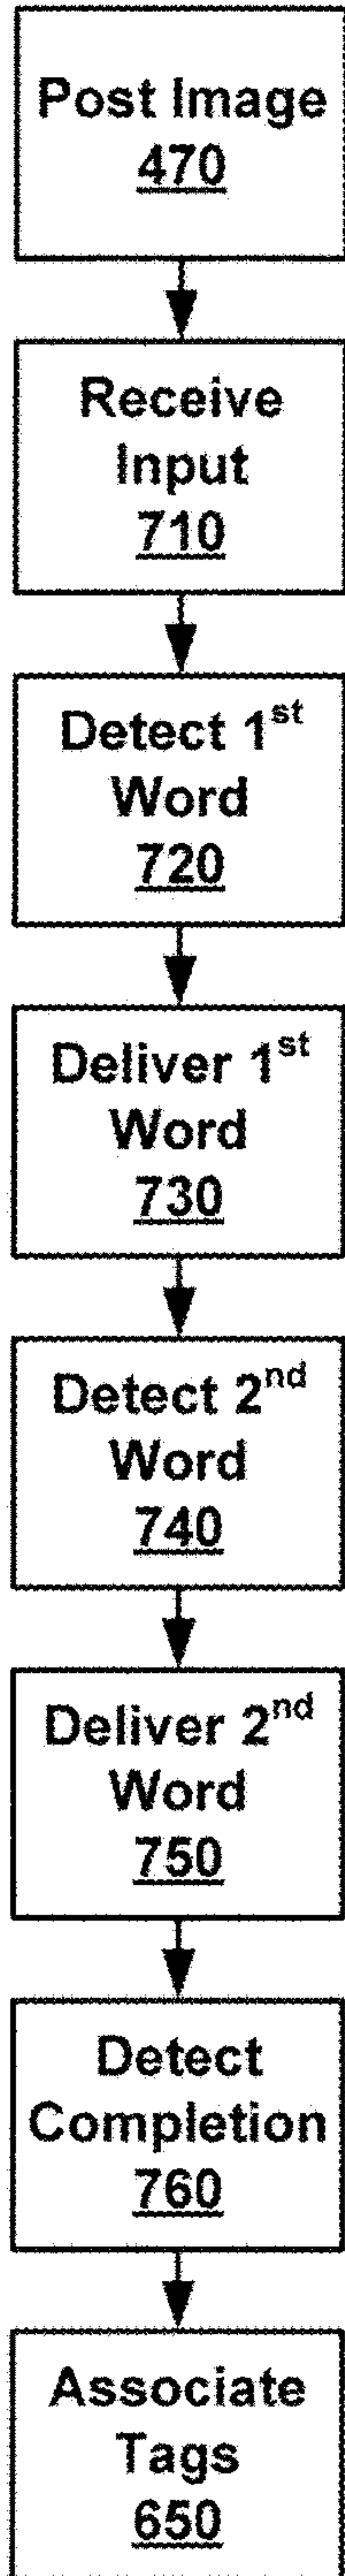 Post Image
470
Receive
Input
710
Detect 1st
Word
720
Deliver 1st
Word
730
Detect 2nd
Word
740
Deliver 2nd
Word
750
Detect
Completion
760
Associate
Tags
650